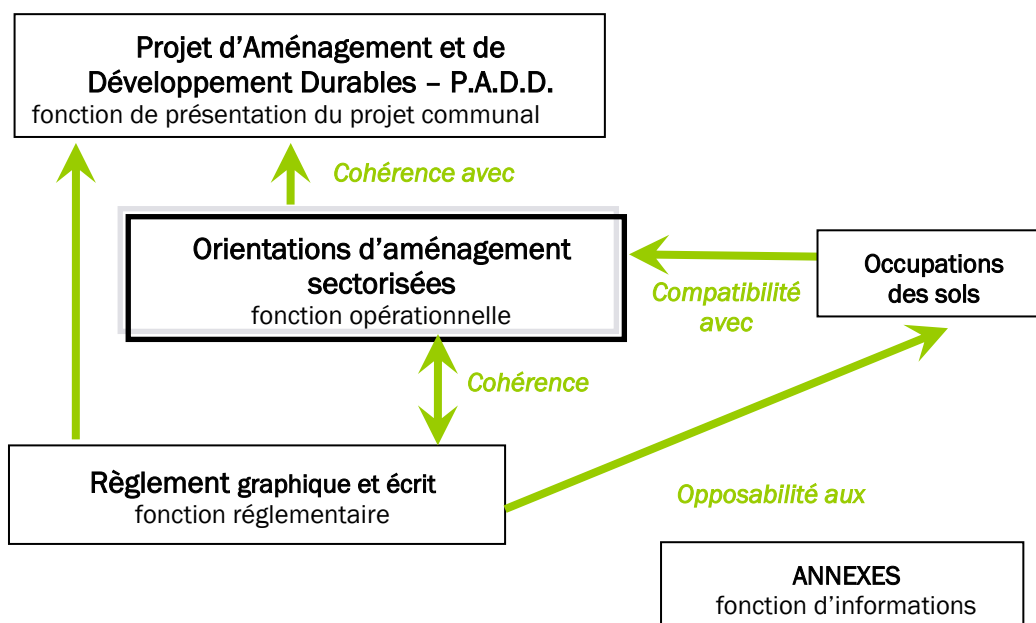 Projet d’Aménagement et de
Développement Durables – P.A.D.D.
fonction de présentation du projet communal
Cohérence avec
Orientations d’aménagement
sectorisées
fonction opérationnelle
Occupations
des sols
Compatibilité
avec
Cohérence
Règlement graphique et écrit
fonction réglementaire
Opposabilité aux
ANNEXES
fonction d’informations